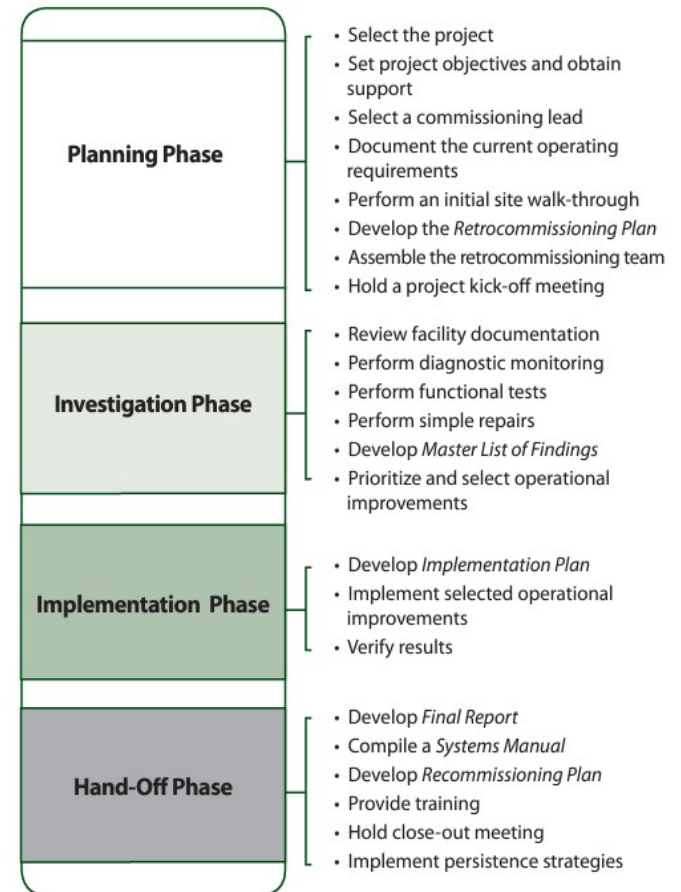 Planning Phase
• Select the project
• Set project objectives and obtain
support
• Select a commissioning lead
• Document the current operating
requirements
• Perform an initial site walk-through
• Develop the Retrocommissioning Plan
• Assemble the retrocommissioning team
• Hold a project kick-off meeting
Investigation Phase
• Review facility documentation
• Perform diagnostic monitoring
• Perform functional tests
• Perform simple repairs
• Develop Master List of Findings
• Prioritize and select operational
improvements
Implementation Phase
• Develop Implementation Plan
• Implement selected operational
improvements
• Verify results
Hand-Off Phase
• Develop Final Report
• Compile a Systems Manual
• Develop Recommissioning Plan
• Provide training
• Hold close-out meeting
• Implement persistence strategies